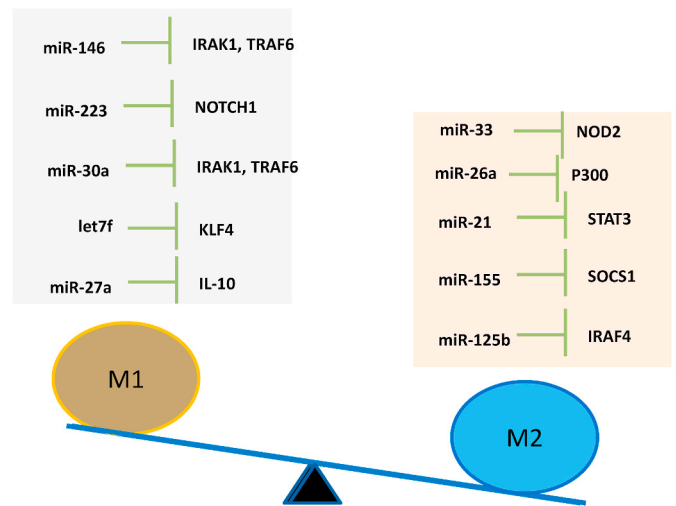 miR-146 IRAK1, TRAF6
miR-223 NOTCH1
miR-30a IRAK1, TRAF6
let7f KLF4
miR-27a IL-10
miR-33 NOD2
miR-26a P300
miR-21 STAT3
miR-155 SOCS1
miR-125b IRAF4
M1
M2